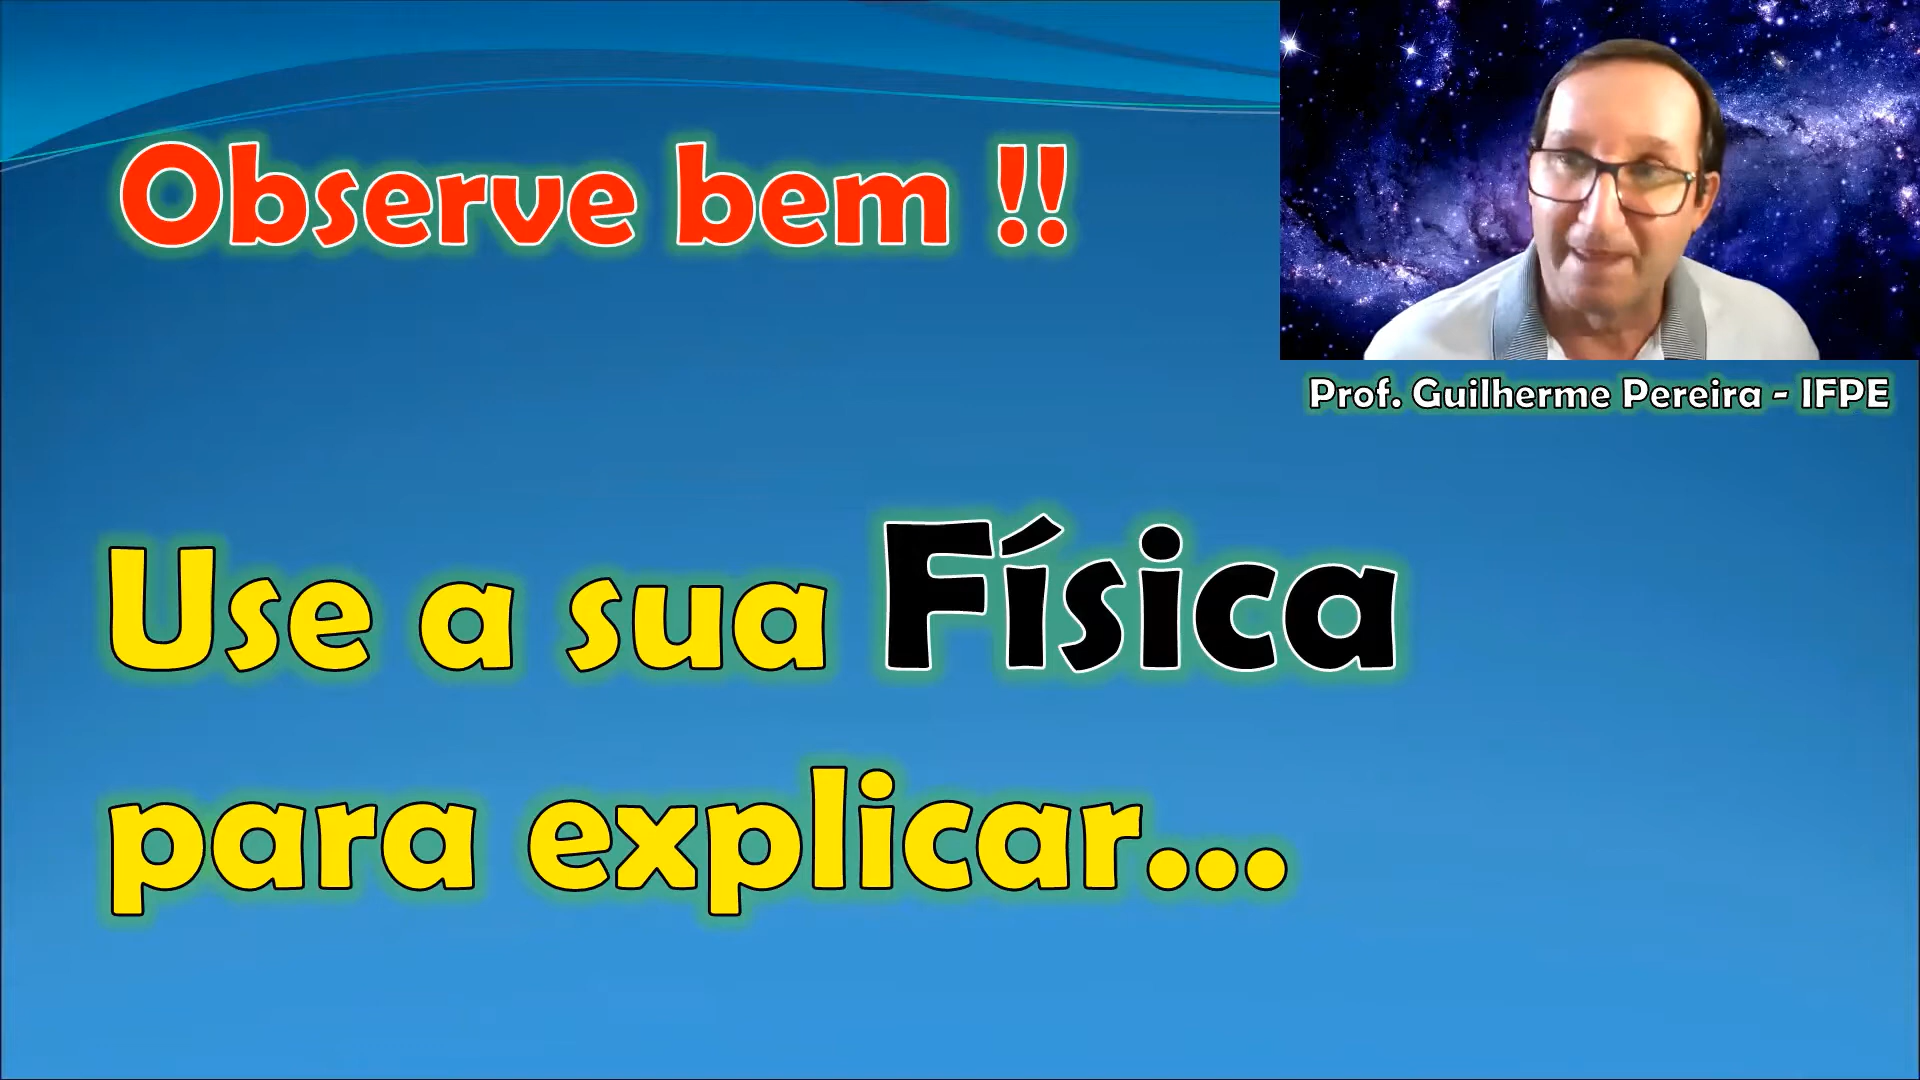 Observe bem !!
Prof. Guilherme Pereira - IFPE
Use a sua Física
para explicar...